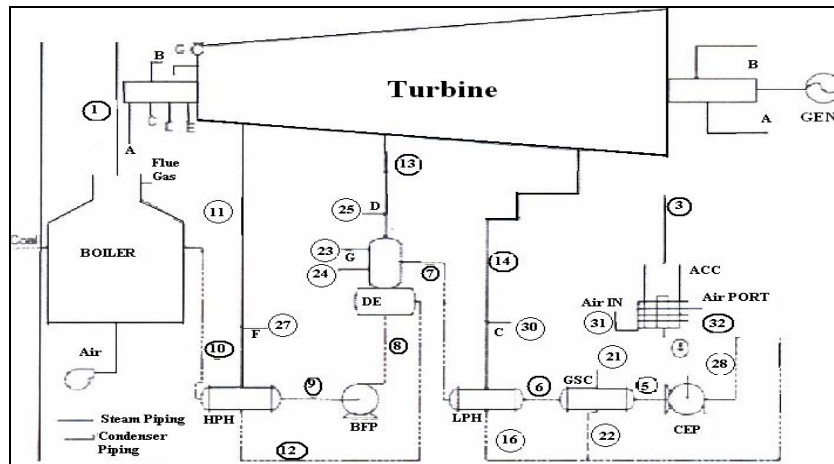 G
B
Turbine
B
1
C
E
A
A
GEN
Flue
Gas
13
11
25
D
3
Coal
BOILER
23
G
24
7
14
ACC
DE
Air IN
Air PORT
27
F
30
C
31
32
Air
10
8
21
28
9
6
GSC
5
Steam Piping
HPH
BFP
LPH
CEP
Condenser
Piping
12
16
22